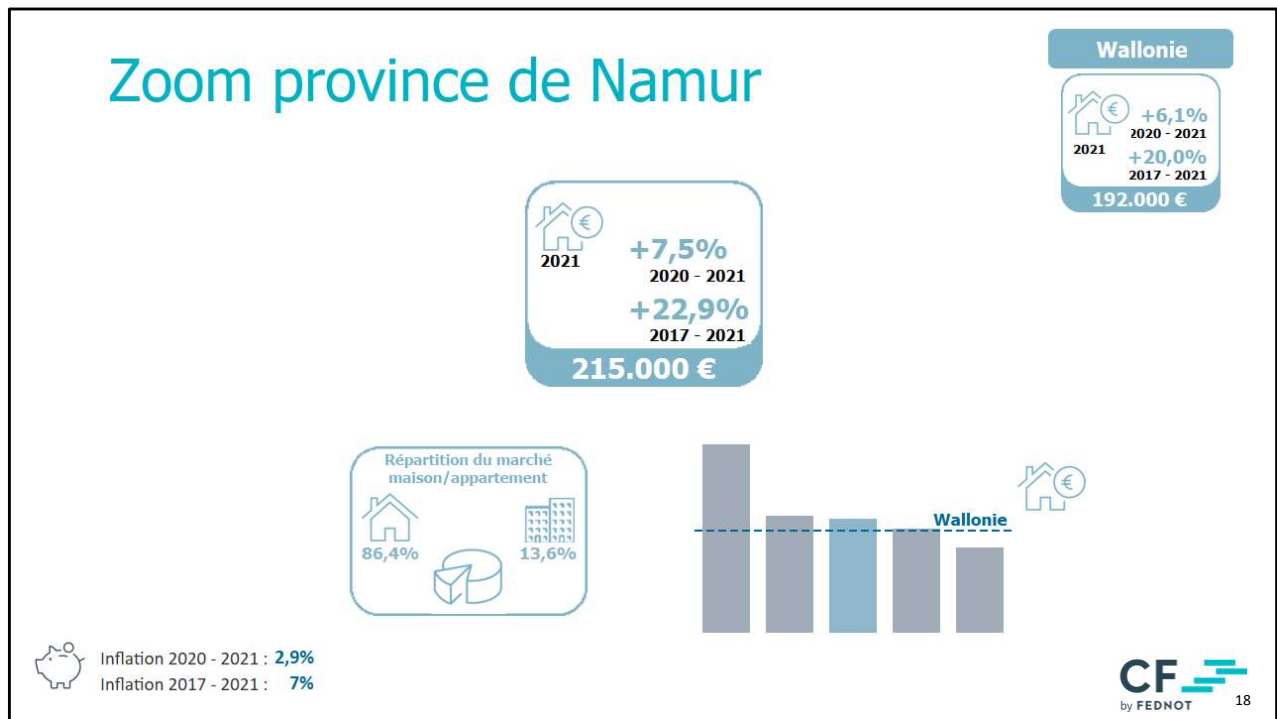 Zoom province de Namur
Wallonie
€
+6,1%
2020 - 2021
2021
+20,0%
2017 - 2021
192.000 €
€
2021
+7,5%
2020 - 2021
+22,9%
2017 - 2021
215.000 €
Répartition du marché
maison/appartement
86,4%
13,6%
Wallonie
€
Inflation 2020 - 2021 : 2,9%
Inflation 2017 - 2021 : 7%
CF
by FEDNOT
18